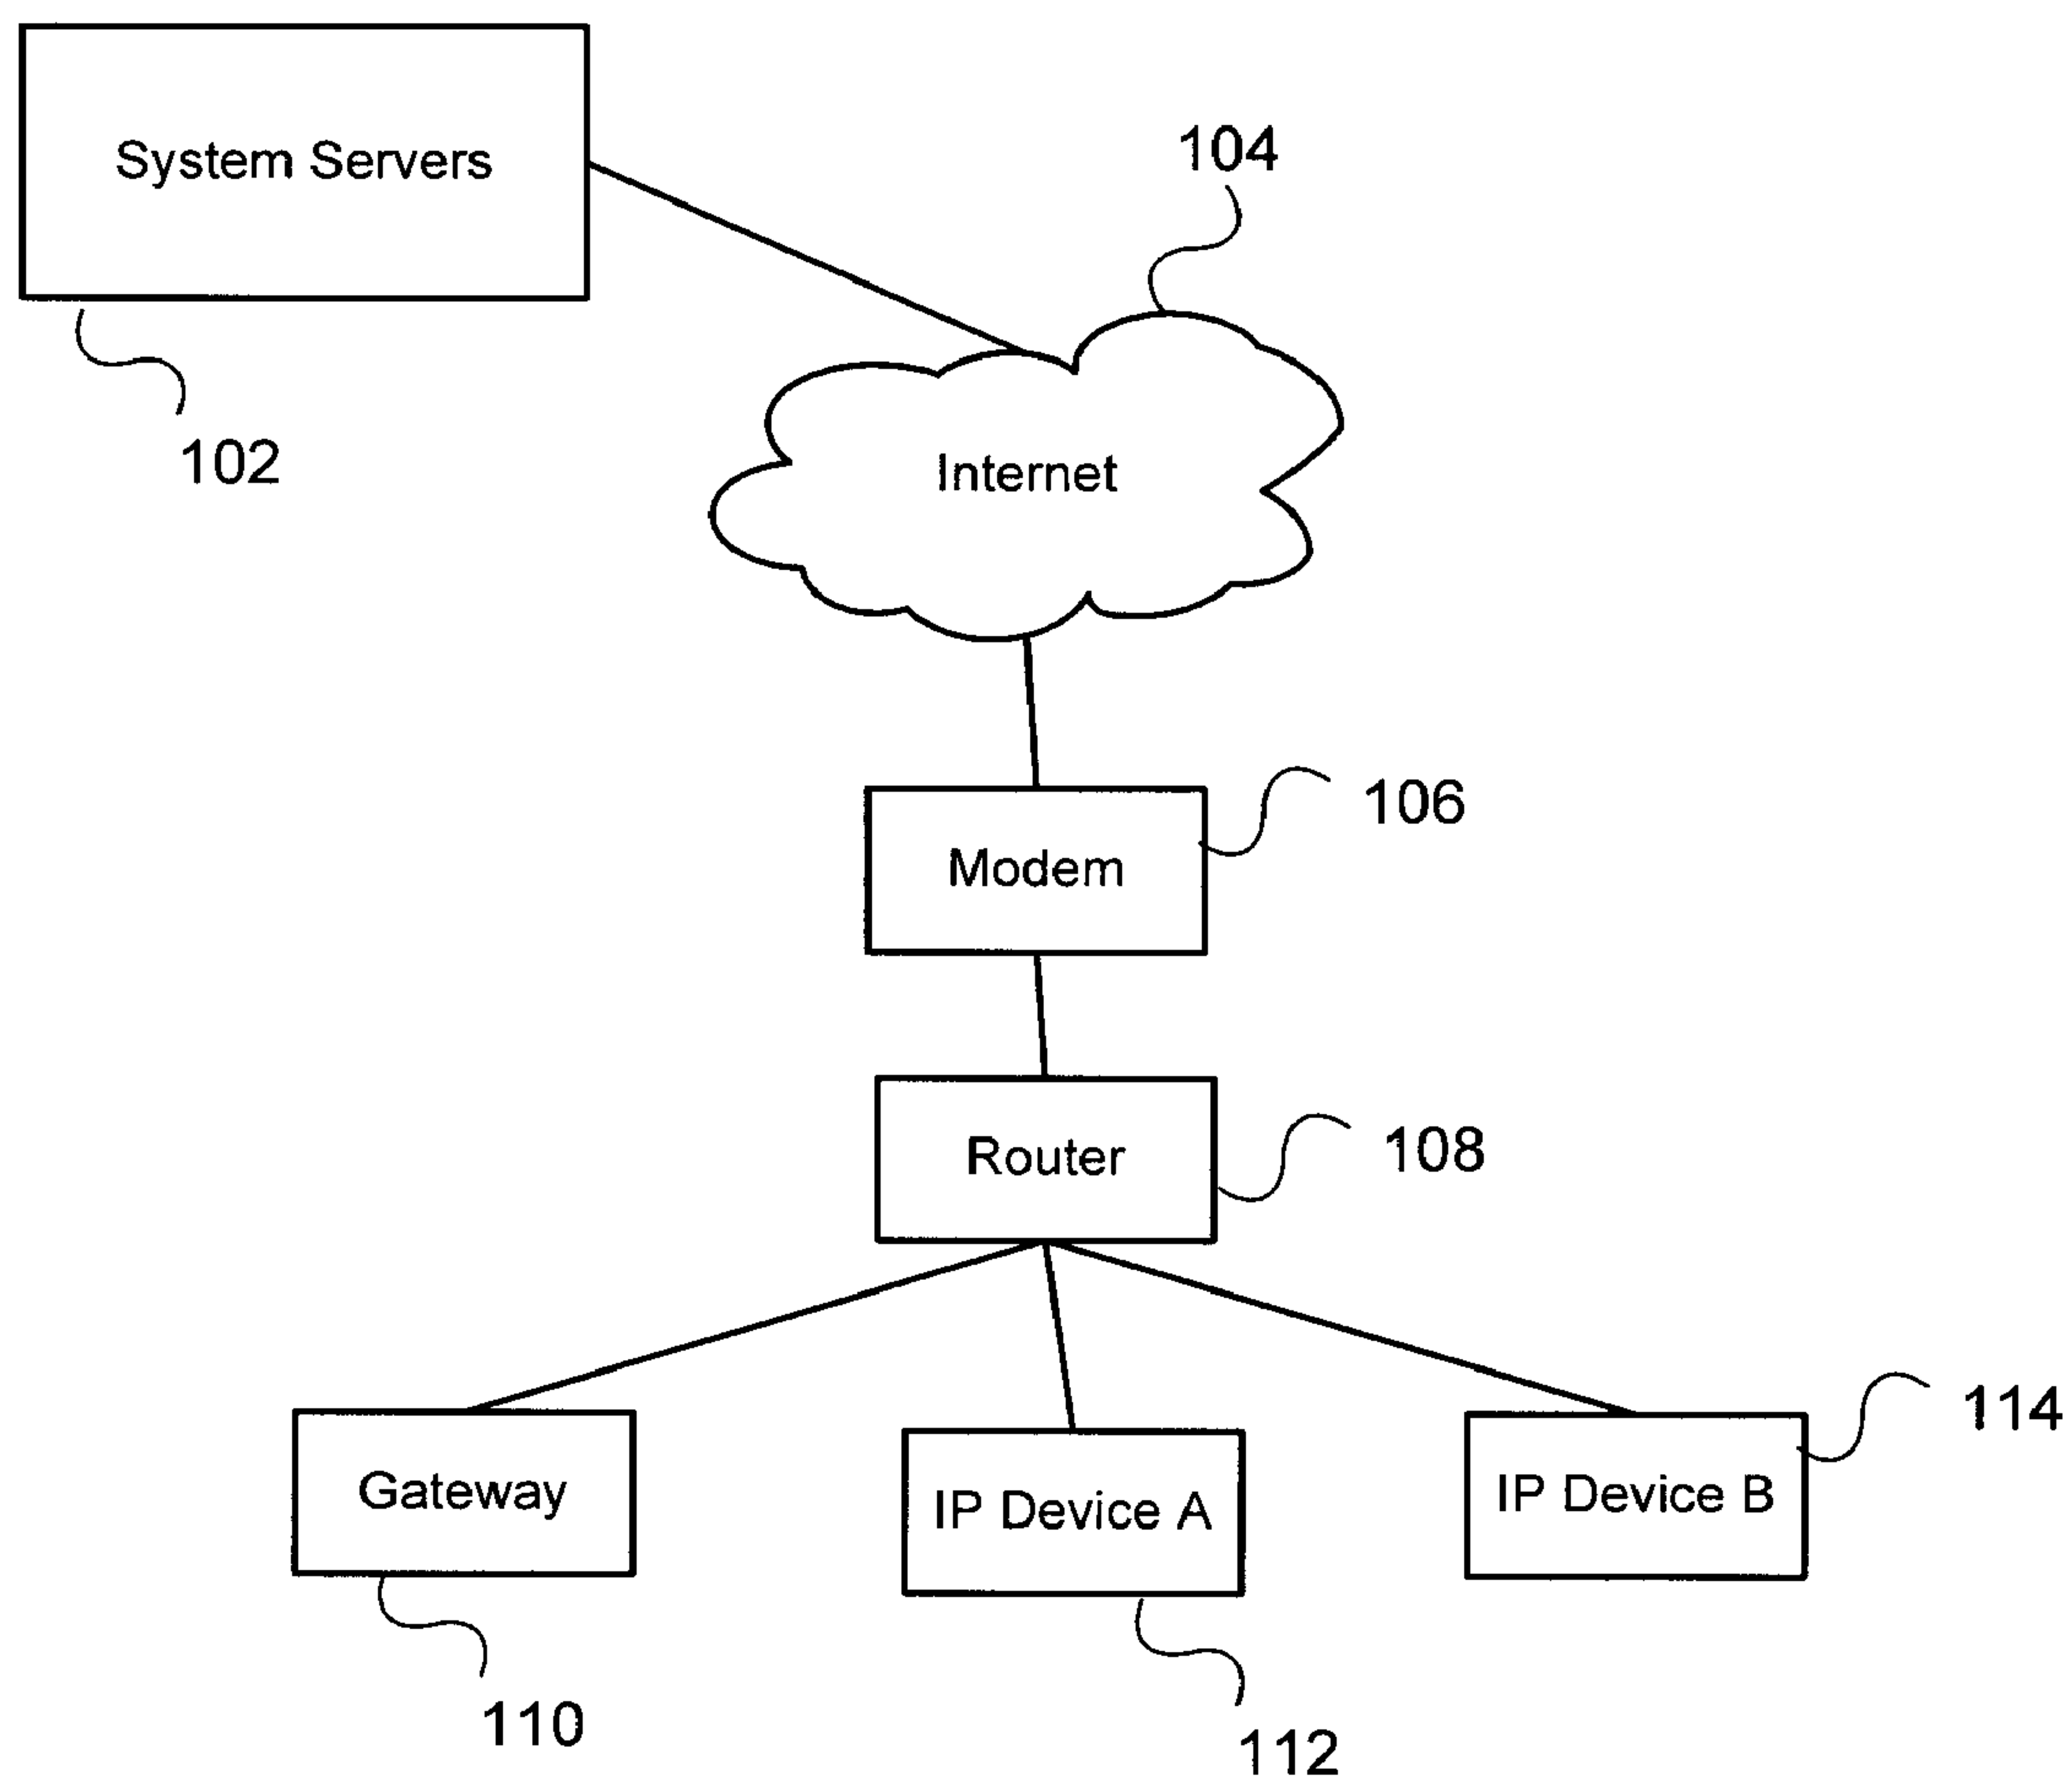 System Servers
104
102
Internet
106
Modem
Router
108
114
Gateway
IP Device A
IP Device B
110
112